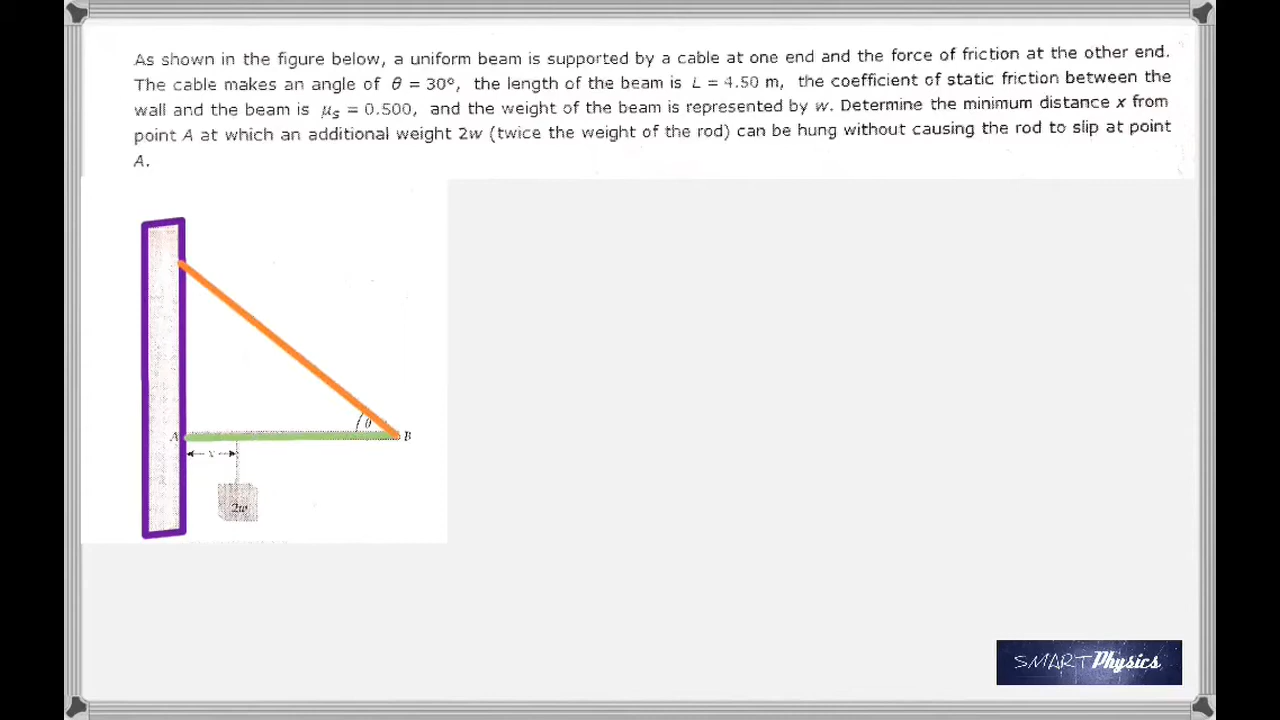 As shown in the figure below, a uniform beam is supported by a cable at one end and the force of friction at the other end.
The cable makes an angle of θ = 30°, the length of the beam is L = 4.50 m, the coefficient of static friction between the
wall and the beam is μs = 0.500, and the weight of the beam is represented by w. Determine the minimum distance x from
point A at which an additional weight 2w (twice the weight of the rod) can be hung without causing the rod to slip at point
A.
θ
A
B
x
2w
SMART Physics